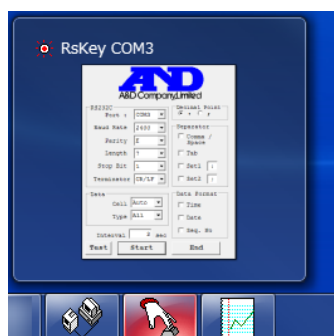 RsKey COM3
AND
A&D Company,Limited
RS232C
Port : COM3
Baud Rate 2400
Parity E
Length 7
Stop Bit 1
Terminator CR/LF
Decimal Point
Separator
Comma / Space
Tab
Set1
Set2
Data
Cell Auto
Type All
Interval 2 sec
Data Format
Time
Date
Seq. No
Test Start End